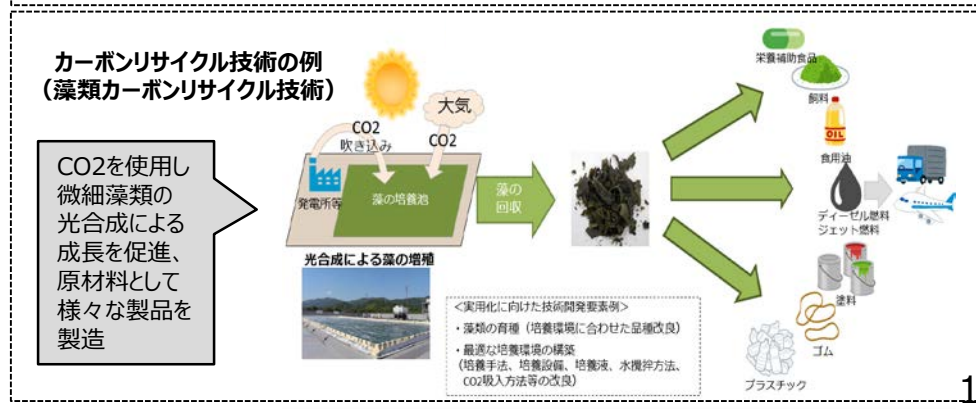 カーボンリサイクル技術の例
（藻類カーボンリサイクル技術）
CO2を使用し
微細藻類の
光合成による
成長を促進、
原材料として
様々な製品を
製造
大気
CO2
吹き込み
CO2
発電所等
藻の培養池
光合成による藻の増殖
藻の
回収
栄養補助食品
飼料
OIL
食用油
ディーゼル燃料
ジェット燃料
塗料
ゴム
プラスチック
＜実用化に向けた技術開発要素例＞
・藻類の育種（培養環境に合わせた品種改良）
・最適な培養環境の構築
（培養手法、培養設備、培養液、水撹拌方法、
CO2吸入方法等の改良）
1